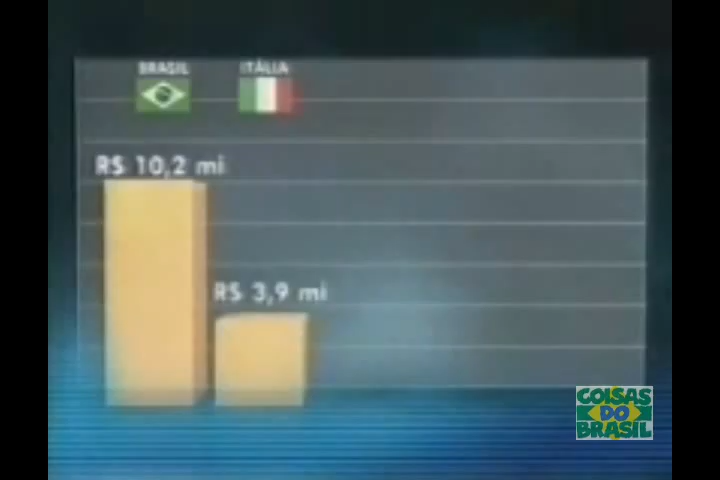 BRASIL ITÁLIA
R$ 10,2 mi
R$ 3,9 mi
COISAS
DO
BRASIL